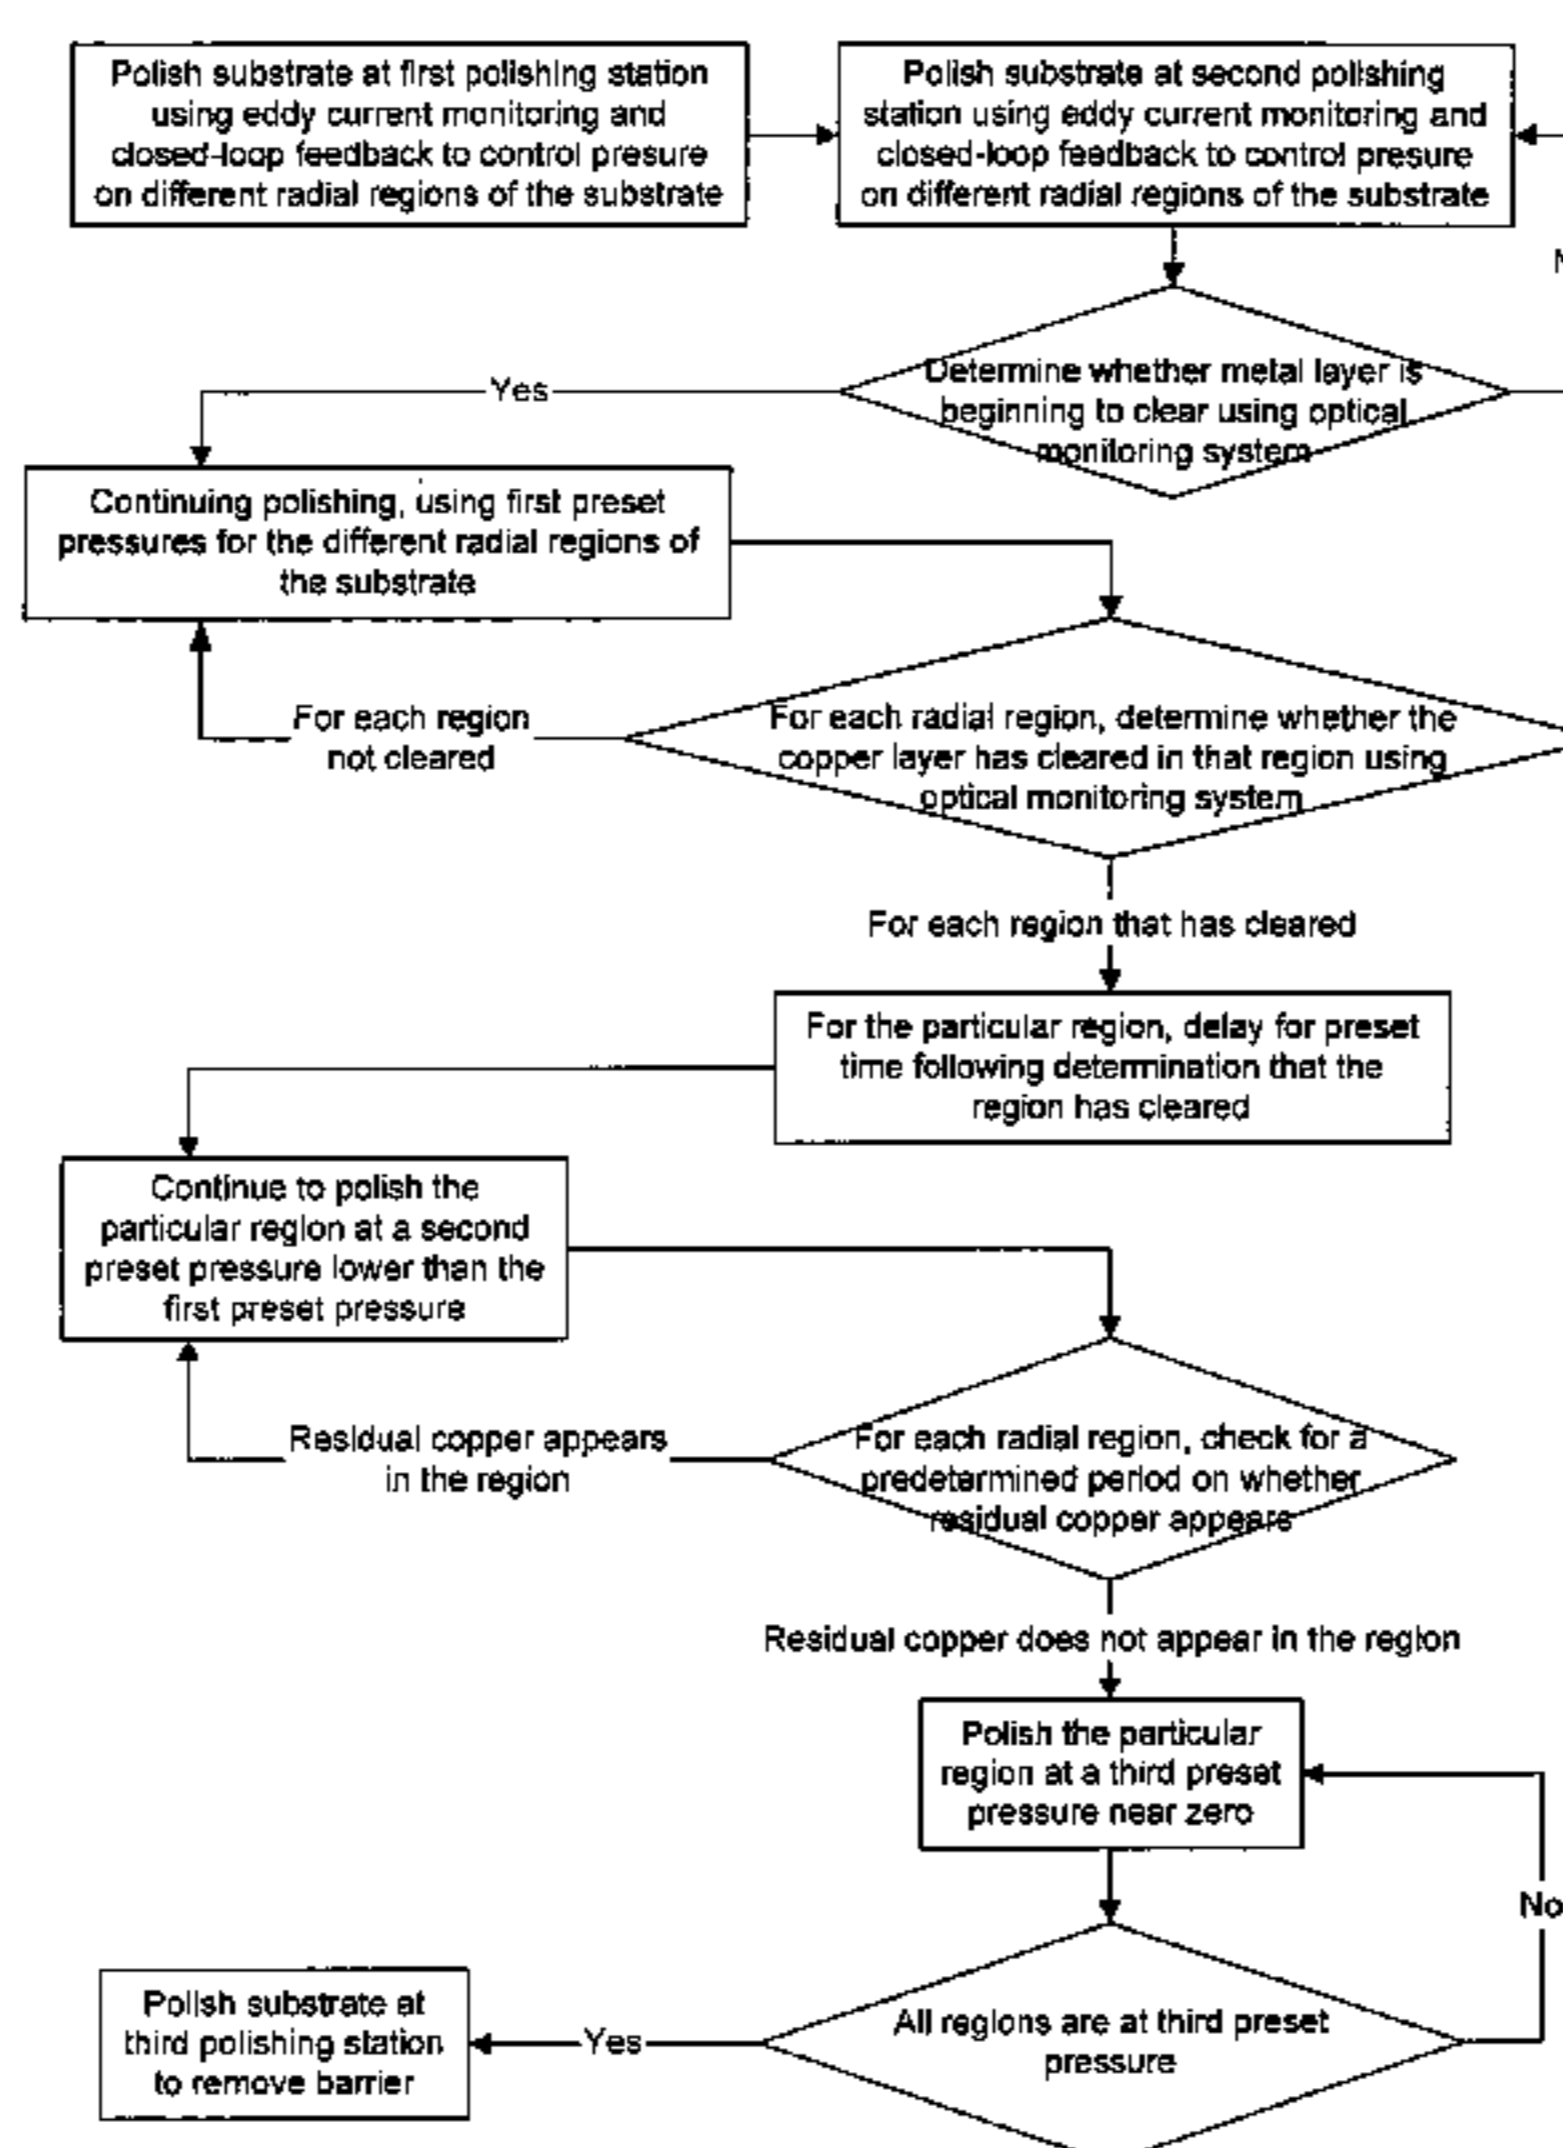 Polish substrate at first polishing station
using eddy current monitoring and
closed-loop feedback to control presure
on different radial regions of the substrate
Polish substrate at second polishing
station using eddy current monitoring and
closed-loop feedback to control presure
on different radial regions of the substrate
Determine whether metal layer is
beginning to clear using optical
monitoring system
Yes
Continuing polishing, using first preset
pressures for the different radial regions of
the substrate
For each region
not cleared
For each radial region, determine whether the
copper layer has cleared in that region using
optical monitoring system
For each region that has cleared
For the particular region, delay for preset
time following determination that the
region has cleared
Continue to polish the
particular region at a second
preset pressure lower than the
first preset pressure
Residual copper appears
in the region
For each radial region, check for a
predetermined period on whether
residual copper appears
Residual copper does not appear in the region
Polish the particular
region at a third preset
pressure near zero
No
All regions are at third preset
pressure
Yes
Polish substrate at
third polishing station
to remove barrier